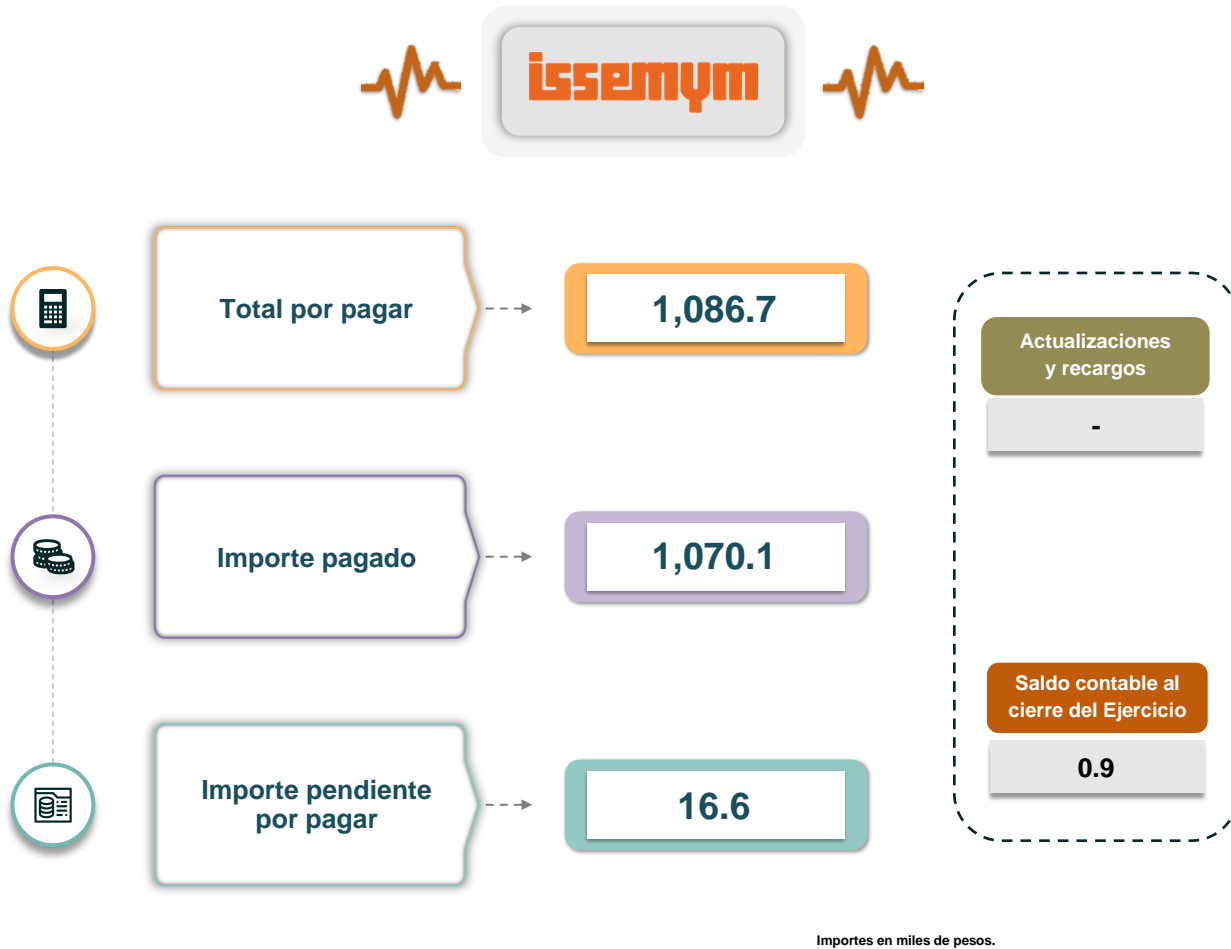 issemym
Total por pagar
1,086.7
Actualizaciones
y recargos
-
Importe pagado
1,070.1
Saldo contable al
cierre del Ejercicio
0.9
Importe pendiente
por pagar
16.6
Importes en miles de pesos.